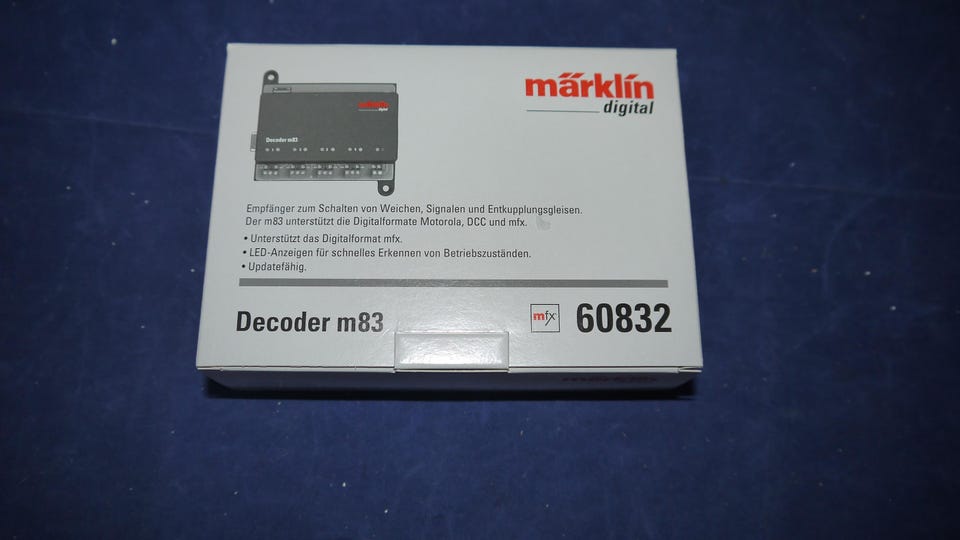 märklin
digital
Decoder m83
Empfänger zum Schalten von Weichen, Signalen und Entkupplungsgleisen.
Der m83 unterstützt die Digitalformate Motorola, DCC und mfx.
• Unterstützt das Digitalformat mfx.
• LED-Anzeigen für schnelles Erkennen von Betriebszuständen.
• Updatefähig.
Decoder m83
mfx
60832